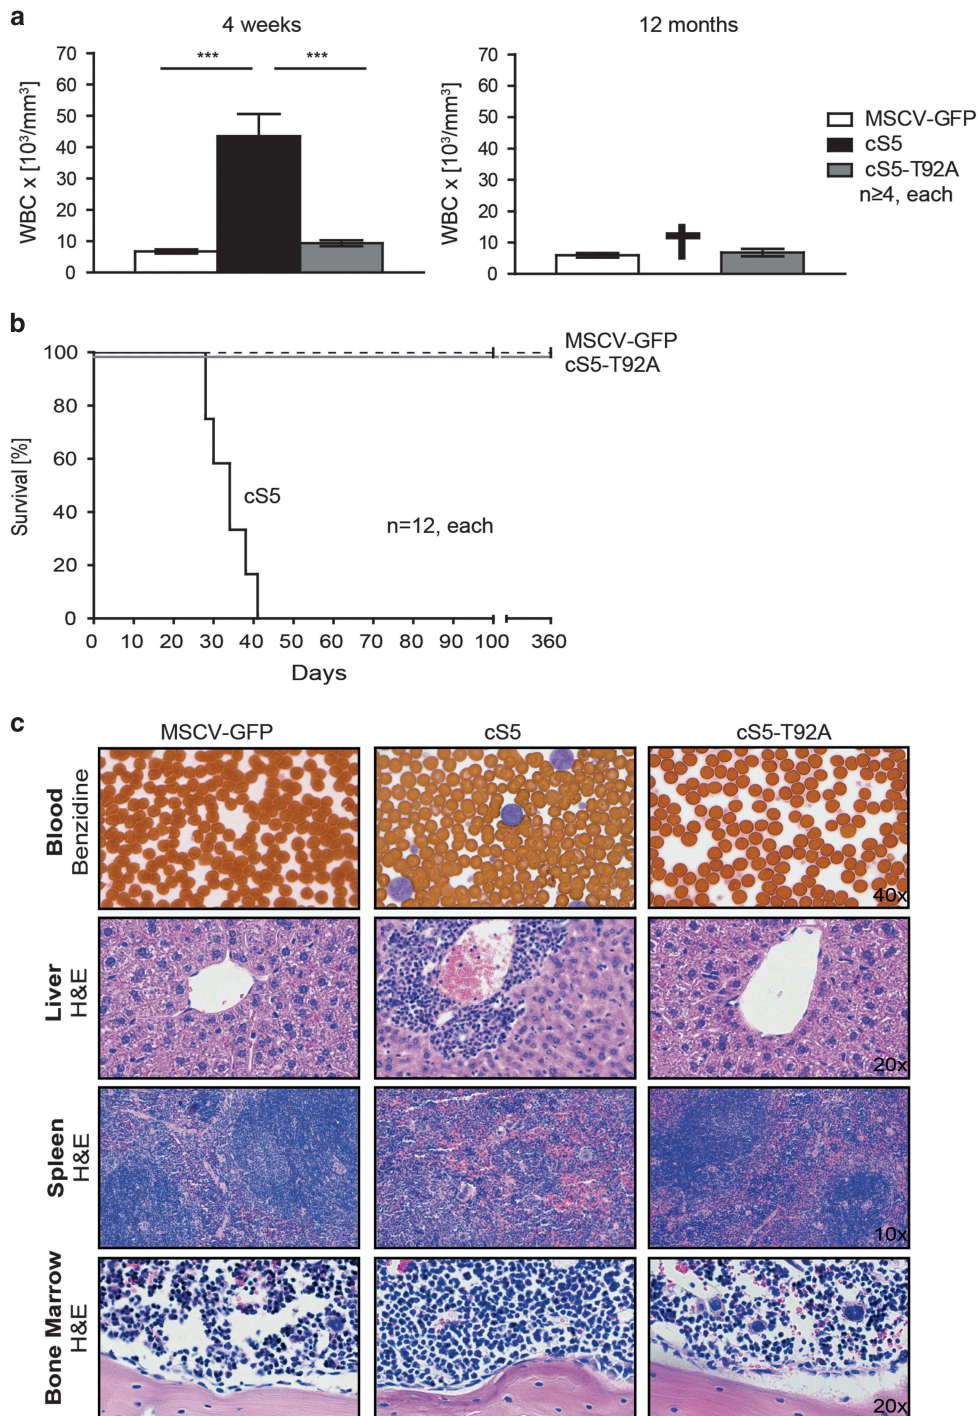 a
4 weeks
12 months
70
60
50
40
30
20
10
0
WBC x [10³/mm³]
***
***
70
60
50
40
30
20
10
0
WBC x [10³/mm³]
MSCV-GFP
cS5
cS5-T92A
n≥4, each
b
100
80
60
40
20
0
Survival [%]
MSCV-GFP
cS5-T92A
cS5
n=12, each
0 10 20 30 40 50 60 70 80 90 100 360
Days
c
MSCV-GFP cS5 cS5-T92A
Blood
Benzidine
40x
Liver
H&E
20x
Spleen
H&E
10x
Bone Marrow
H&E
20x